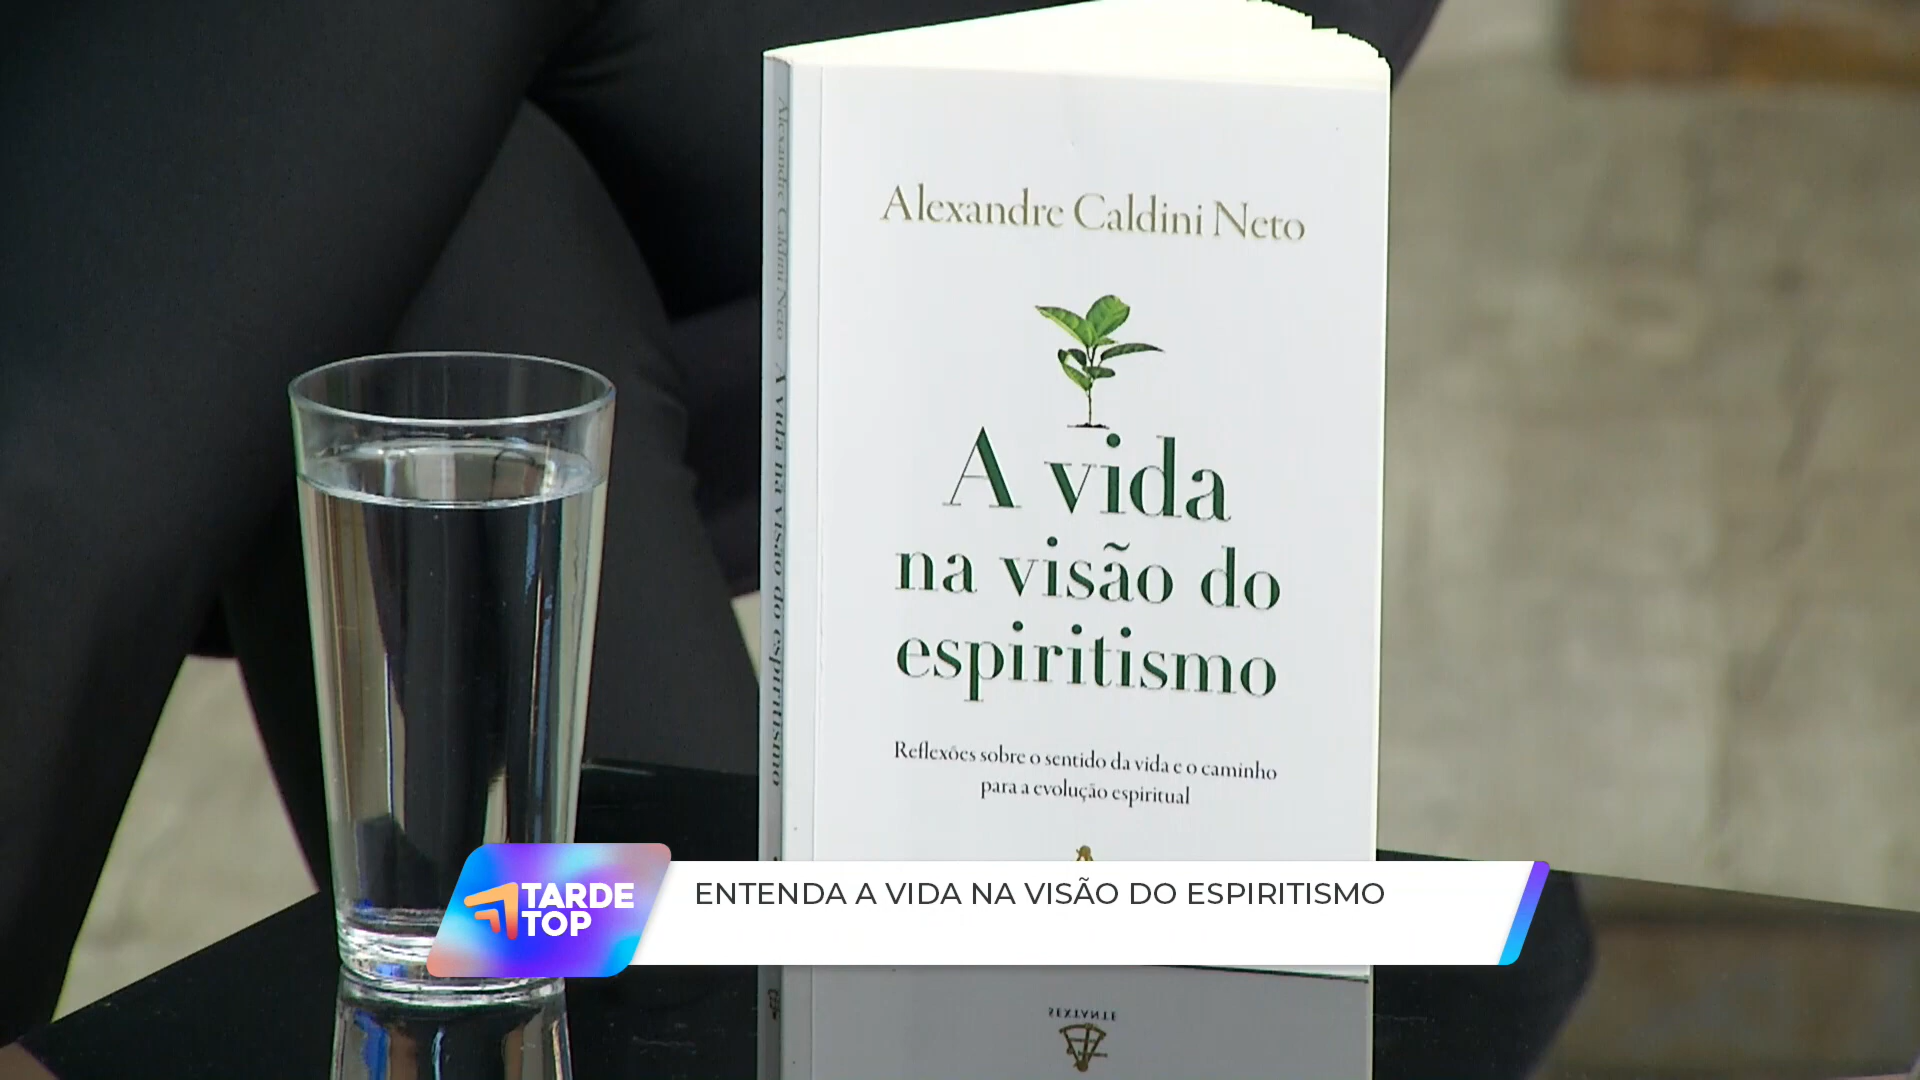 Alexandre Caldini Neto
A vida
na visão do
espiritismo
Reflexões sobre o sentido da vida e o caminho
para a evolução espiritual
Alexandre Caldini Neto A vida na visão do espiritismo
TARDE
TOP
ENTENDA A VIDA NA VISÃO DO ESPIRITISMO
SEXTANTE